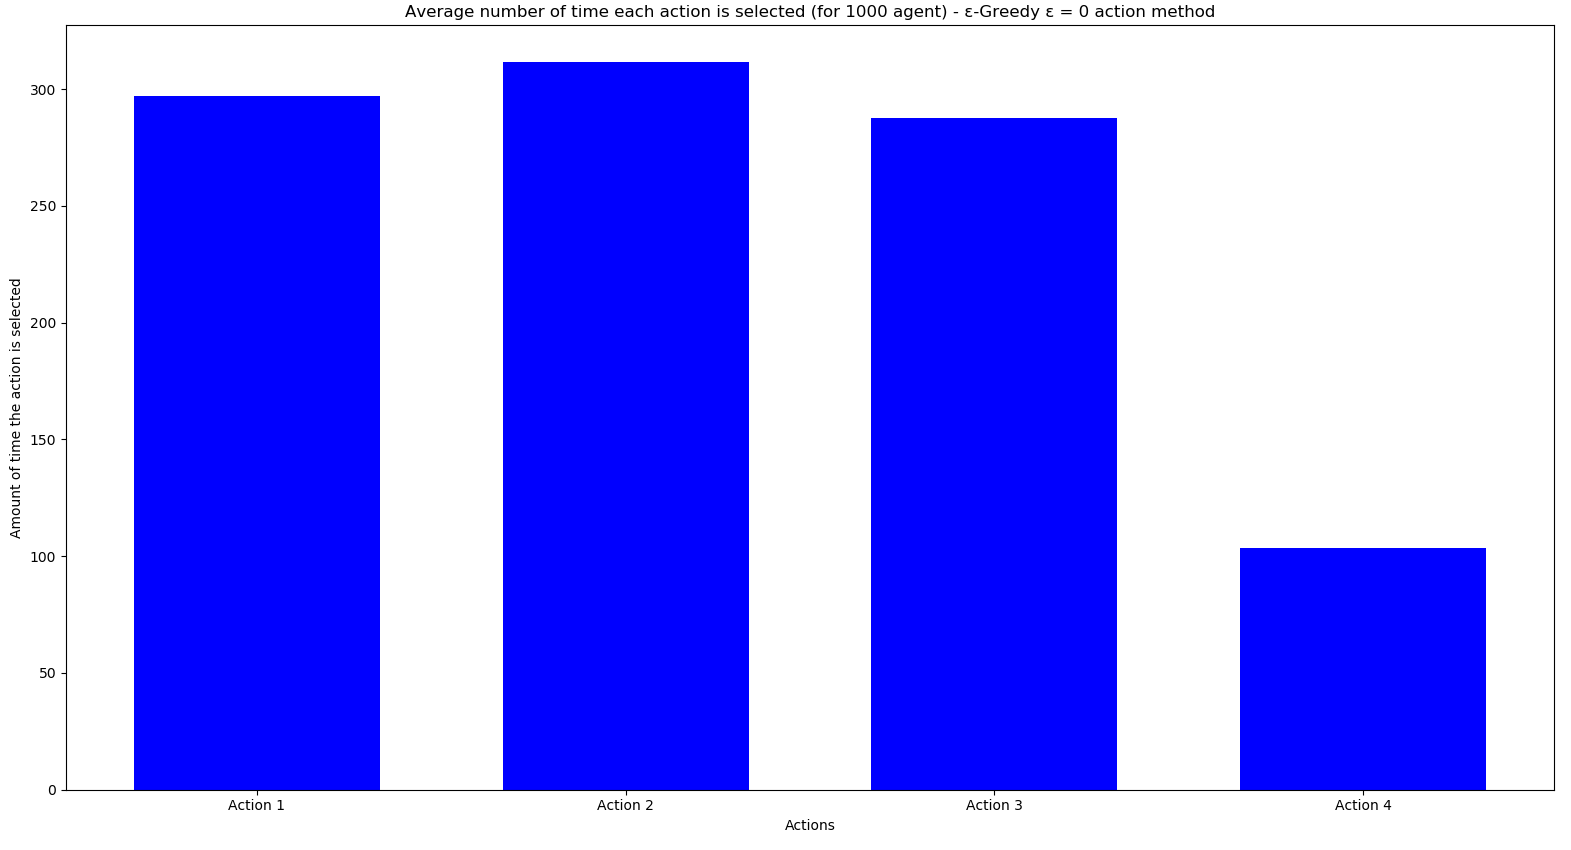 Average number of time each action is selected (for 1000 agent) - ε-Greedy ε = 0 action method
Amount of time the action is selected
300
250
200
150
100
50
0
Action 1
Action 2
Action 3
Action 4
Actions